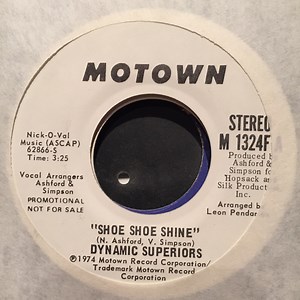 MOTOWN
Nick-O-Val
Music (ASCAP)
62866-S
Time: 3:25
Vocal Arrangers
Ashford &
Simpson
PROMOTIONAL
NOT FOR SALE
STEREO
M 1324F
Produced by
Ashford &
Simpson for
"Hopsack and
Silk Productions
Inc.
Arranged by
Leon Pendar
"SHOE SHOE SHINE"
(N. Ashford, V. Simpson)
DYNAMIC SUPERIORS
℗1974 Motown Record Corporation
Trademark Motown Record
Corporation